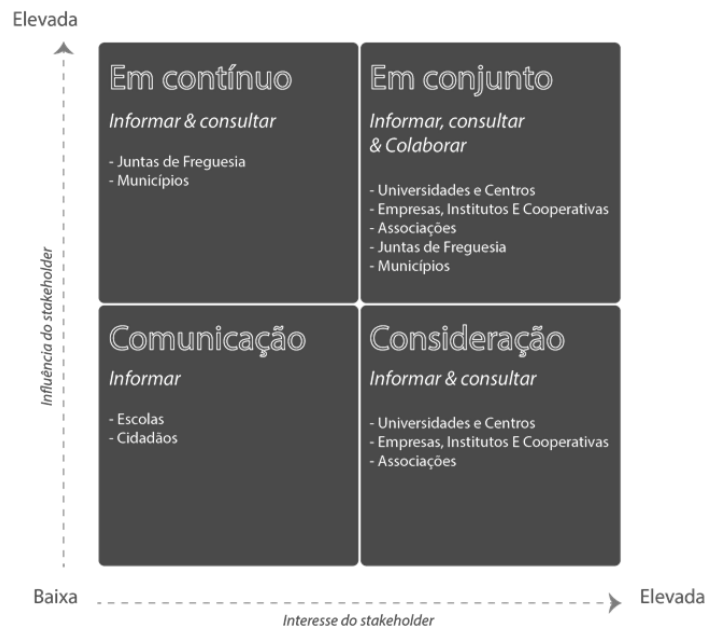 Elevada
Em contínuo
Informar & consultar
- Juntas de Freguesia
- Municípios
Em conjunto
Informar, consultar
& Colaborar
- Universidades e Centros
- Empresas, Institutos E Cooperativas
- Associações
- Juntas de Freguesia
- Municípios
Influência do stakeholder
Comunicação
Informar
- Escolas
- Cidadãos
Consideração
Informar & consultar
- Universidades e Centros
- Empresas, Institutos E Cooperativas
- Associações
Baixa
Elevada
Interesse do stakeholder